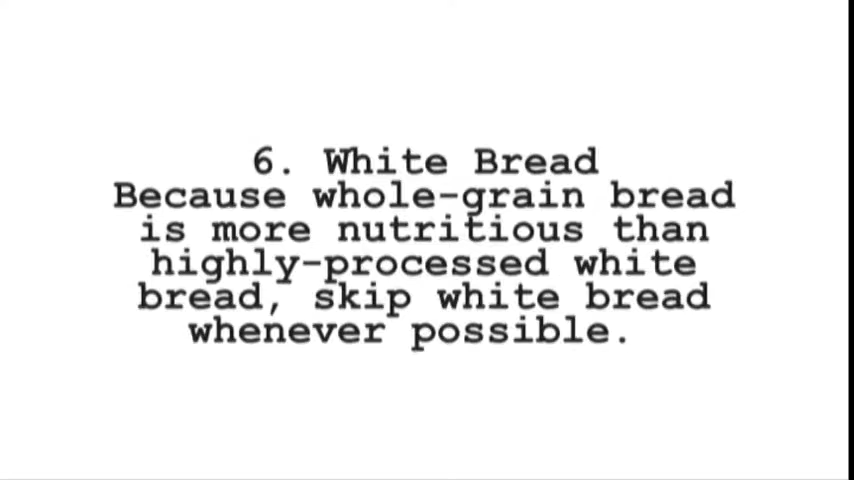 6. White Bread
Because whole-grain bread
is more nutritious than
highly-processed white
bread, skip white bread
whenever possible.